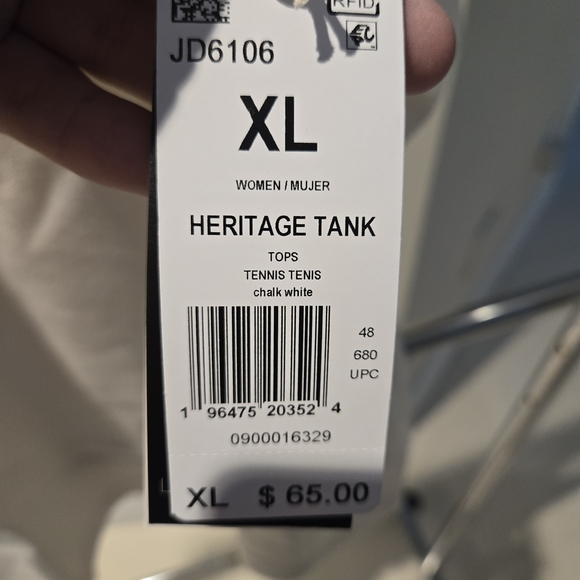 RFID
JD6106
XL
WOMEN / MUJER
HERITAGE TANK
TOPS
TENNIS TENIS
chalk white
48
680
UPC
1 96475 20352 4
0900016329
XL $ 65.00